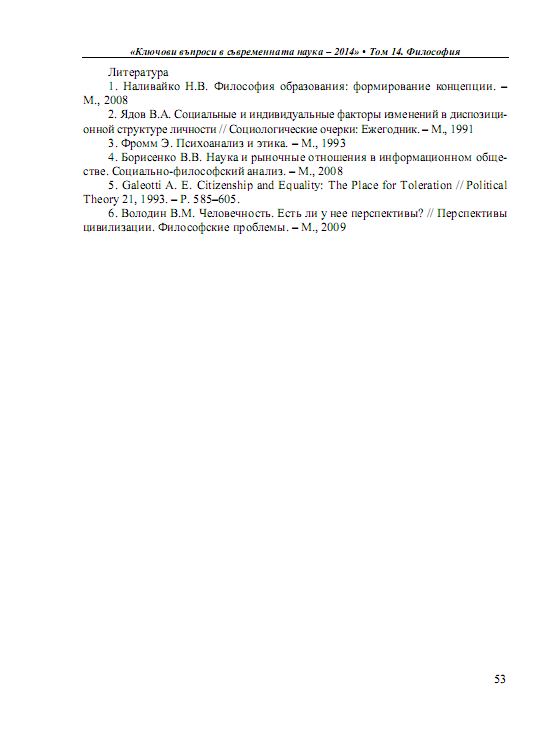 «Ключови въпроси в съвременната наука – 2014» • Том 14. Философия
Литература
1. Наливайко Н.В. Философия образования: формирование концепции. –
М., 2008
2. Ядов В.А. Социальные и индивидуальные факторы изменений в диспозици-
онной структуре личности // Социологические очерки: Ежегодник. – М., 1991
3. Фромм Э. Психоанализ и этика. – М., 1993
4. Борисенко В.В. Наука и рыночные отношения в информационном обще-
стве. Социально-философский анализ. – М., 2008
5. Galeotti A. E. Citizenship and Equality: The Place for Toleration // Political
Theory 21, 1993. – P. 585–605.
6. Володин В.М. Человечность. Есть ли у нее перспективы? // Перспективы
цивилизации. Философские проблемы. – М., 2009
53